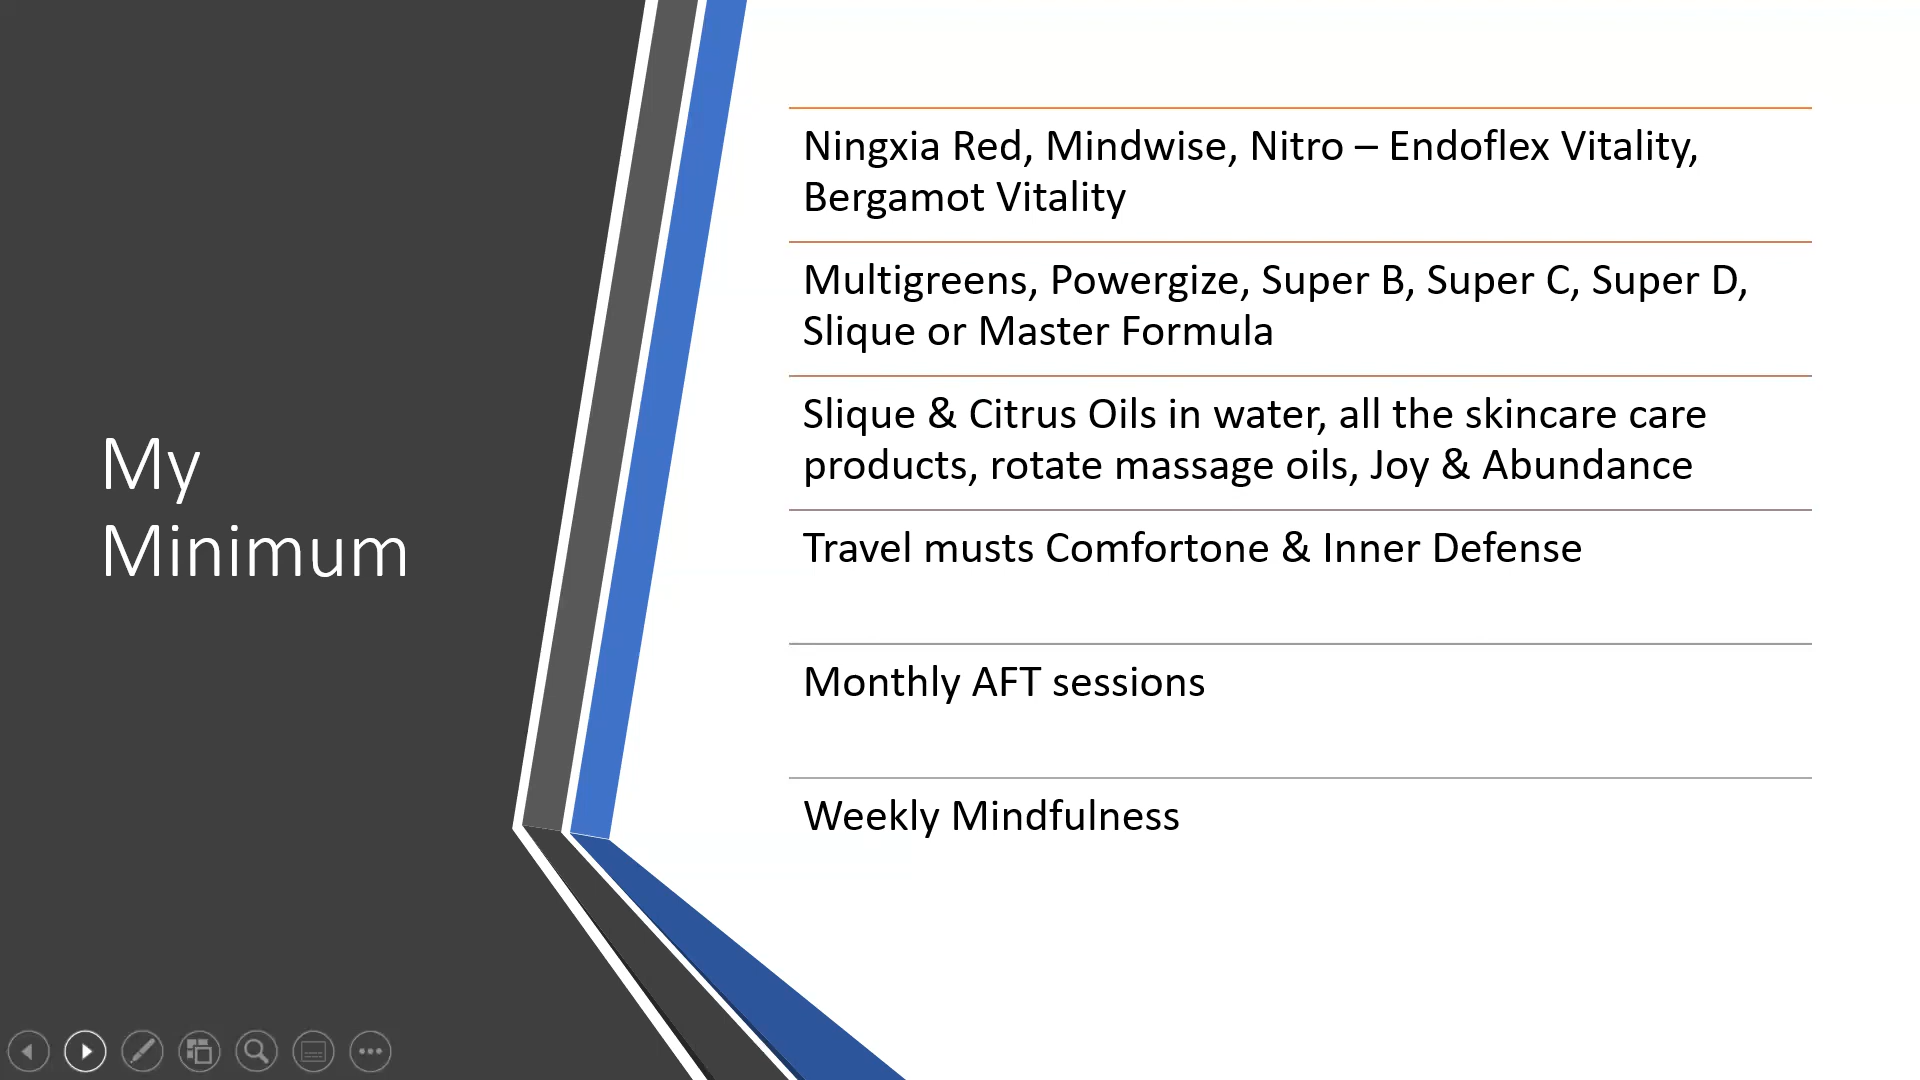 My
Minimum
Ningxia Red, Mindwise, Nitro – Endoflex Vitality,
Bergamot Vitality
Multigreens, Powergize, Super B, Super C, Super D,
Slique or Master Formula
Slique & Citrus Oils in water, all the skincare care
products, rotate massage oils, Joy & Abundance
Travel musts Comfortone & Inner Defense
Monthly AFT sessions
Weekly Mindfulness